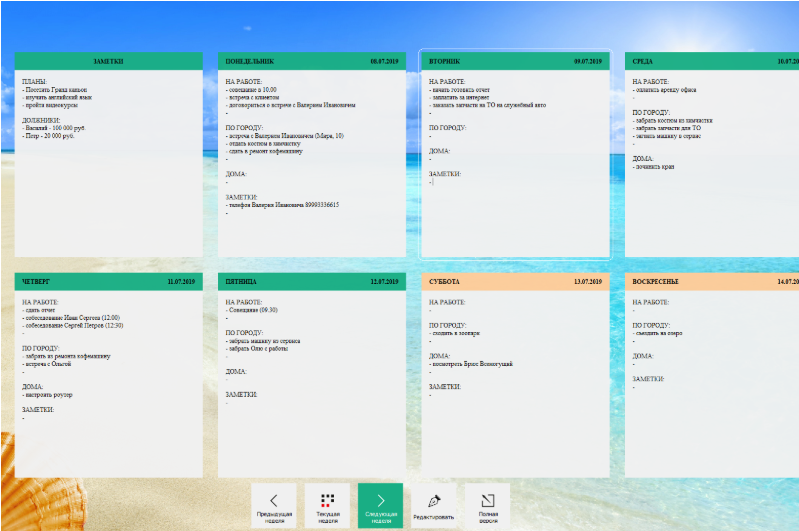 ЗАМЕТКИ
ПЛАНЫ:
- Посетить Гранд каньон
- изучить английский язык
- пройти видеокурсы
ДОЛЖНИКИ:
- Василий - 100 000 руб.
- Петр - 20 000 руб.
ПОНЕДЕЛЬНИК 08.07.2019
НА РАБОТЕ:
- совещание в 10.00
- встреча с клиентом
- договориться о встрече с Валерием Ивановичем
-
ПО ГОРОДУ:
- встреча с Валерием Ивановичем (Маре, 10)
- отдать костюм в химчистку
- сдать в ремонт кофемашину
-
ДОМА:
-
ЗАМЕТКИ:
- телефон Валерия Ивановича 89993336615
-
ВТОРНИК 09.07.2019
НА РАБОТЕ:
- начать готовить отчет
- заплатить за интернет
- заказать запчасти на ТО на служебный авто
-
ПО ГОРОДУ:
-
ДОМА:
-
ЗАМЕТКИ:
-
СРЕДА 10.07.20
НА РАБОТЕ:
- оплатить аренду офиса
-
ПО ГОРОДУ:
- забрать костюм из химчистки
- забрать запчасти для ТО
- загнать машину в сервис
-
ДОМА:
- починить кран
ЧЕТВЕРГ 11.07.2019
НА РАБОТЕ:
- сдать отчет
- собеседование Иван Сергеев (12:00)
- собеседование Сергей Петров (12:30)
-
ПО ГОРОДУ:
- забрать из ремонта кофемашину
- встреча с Ольгой
-
ДОМА:
- настроить роутер
ЗАМЕТКИ:
-
ПЯТНИЦА 12.07.2019
НА РАБОТЕ:
- Совещание (09.30)
-
ПО ГОРОДУ:
- забрать машину из сервиса
- забрать Олю с работы
-
ДОМА:
-
ЗАМЕТКИ:
-
СУББОТА 13.07.2019
НА РАБОТЕ:
-
ПО ГОРОДУ:
- сходить в зоопарк
-
ДОМА:
- посмотреть Брюс Всемогущий
-
ЗАМЕТКИ:
-
ВОСКРЕСЕНЬЕ 14.07.20
НА РАБОТЕ:
-
ПО ГОРОДУ:
- съездить на озеро
-
ДОМА:
-
ЗАМЕТКИ:
-
Предыдущая неделя
Текущая неделя
Следующая неделя
Редактировать
Полная версия